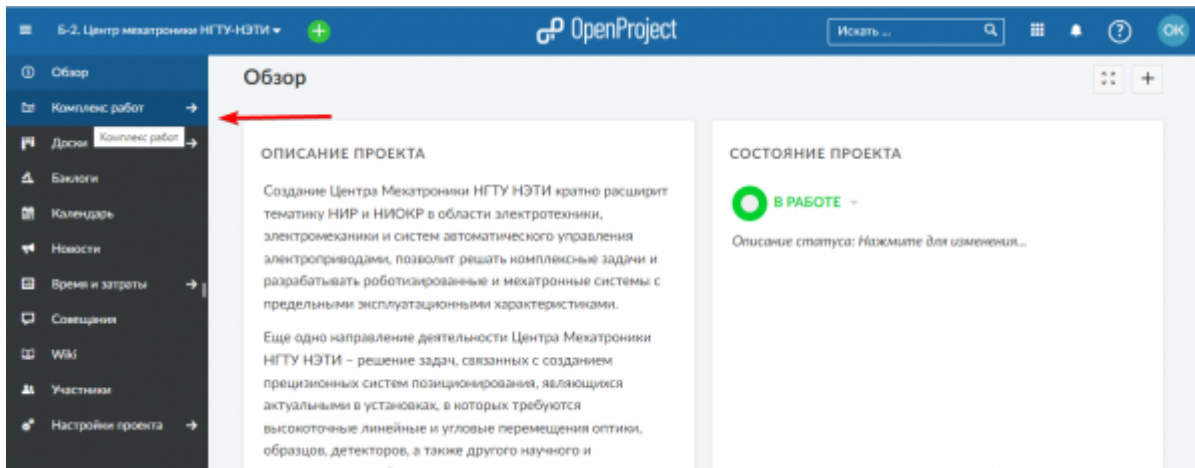 Б-2. Центр мехатроники НГТУ-НЭТИ
OpenProject
Искать ...
ОК
Обзор
Обзор
Комплекс работ
Доски
Комплекс работ
Бэклоги
Календарь
Новости
Время и затраты
Совещания
Wiki
Участники
Настройки проекта
ОПИСАНИЕ ПРОЕКТА
Создание Центра Мехатроники НГТУ НЭТИ кратно расширит
тематику НИР и НИОКР в области электротехники,
электромеханики и систем автоматического управления
электроприводами, позволит решать комплексные задачи и
разрабатывать роботизированные и мехатронные системы с
предельными эксплуатационными характеристиками.
Еще одно направление деятельности Центра Мехатроники
НГТУ НЭТИ – решение задач, связанных с созданием
прецизионных систем позиционирования, являющихся
актуальными в установках, в которых требуются
высокоточные линейные и угловые перемещения оптики,
образцов, детекторов, а также другого научного и
СОСТОЯНИЕ ПРОЕКТА
В РАБОТЕ
Описание статуса: Нажмите для изменения...